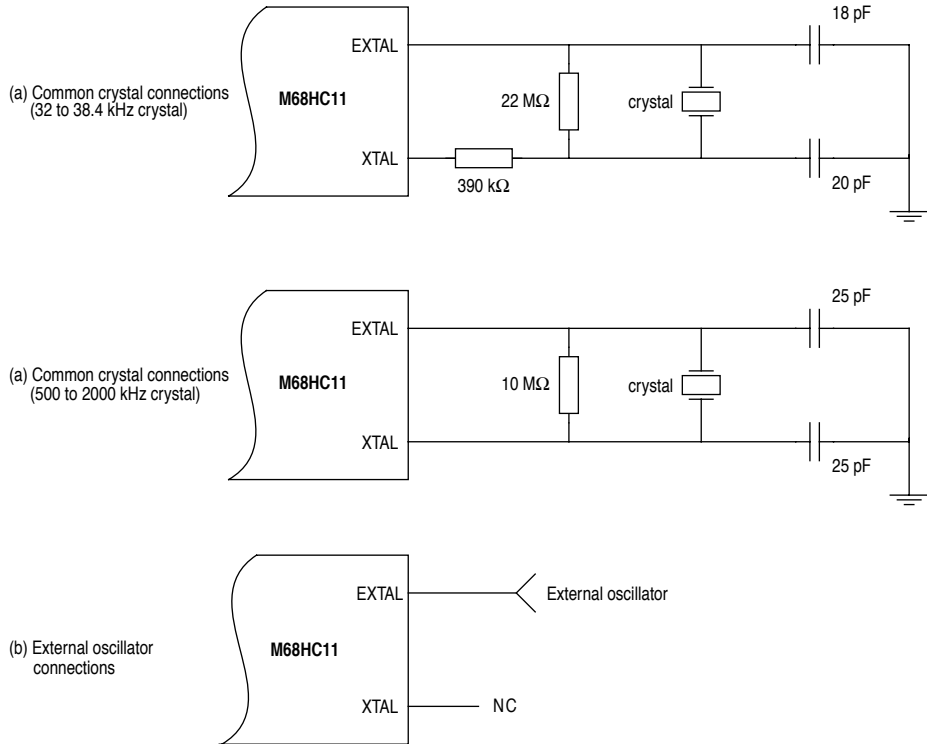 18 pF
EXTAL
(a) Common crystal connections
(32 to 38.4 kHz crystal)
M68HC11
22 MΩ
crystal
XTAL
390 kΩ
20 pF
25 pF
EXTAL
(a) Common crystal connections
(500 to 2000 kHz crystal)
M68HC11
10 MΩ
crystal
XTAL
25 pF
EXTAL
External oscillator
(b) External oscillator
connections
M68HC11
XTAL
NC